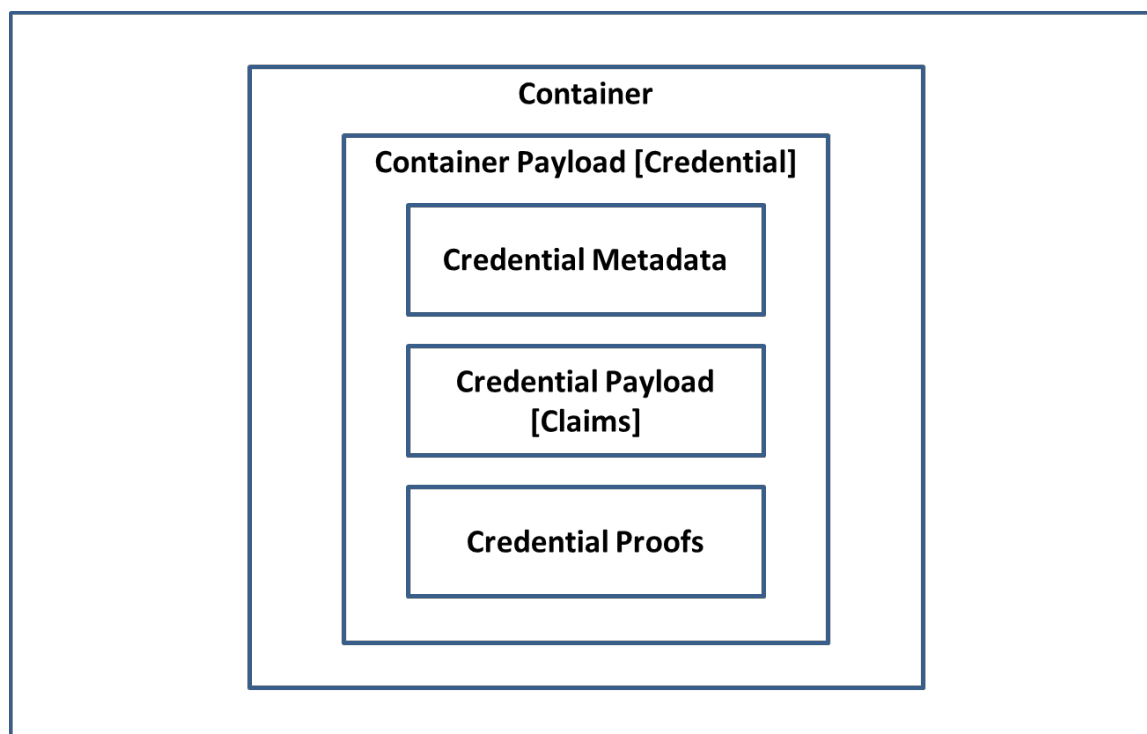 Container
Container Payload [Credential]
Credential Metadata
Credential Payload
[Claims]
Credential Proofs